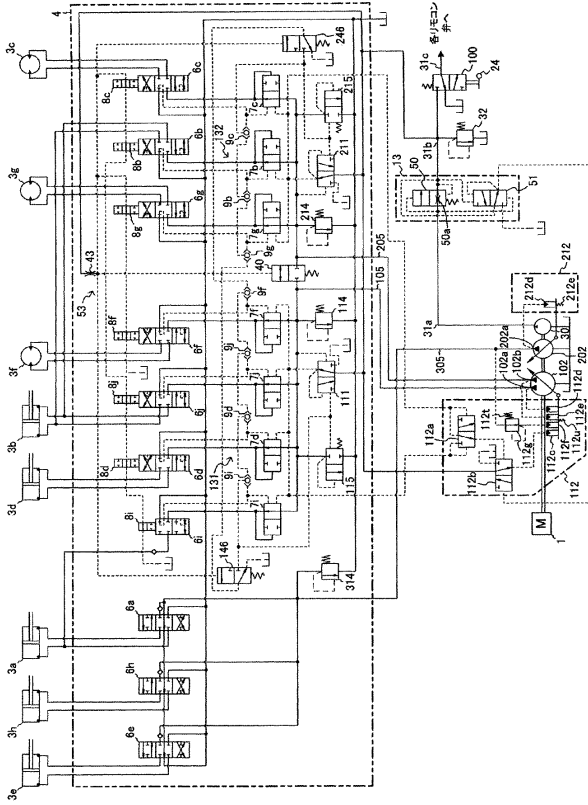 3c
3g
3f
3b
3d
3a
3h
3e
4
53
43
8c
8b
8g
8f
8j
8d
8i
6c
6b
6g
6f
6j
6d
6i
6a
6h
6e
246
146
9c
132
9b
9g
9f
9j
9d
131
9i
7c
7b
7g
7f
7j
7d
7i
40
215
211
214
114
111
115
314
205
105
305
各リモコン
弁へ
31c
100
24
32
31b
13
50
51
50a
31a
212
212d
212e
30
202a
202
102a
102b
102
112d
112e
112t
112a
112g
112f
112u
112c
112b
112
M
1